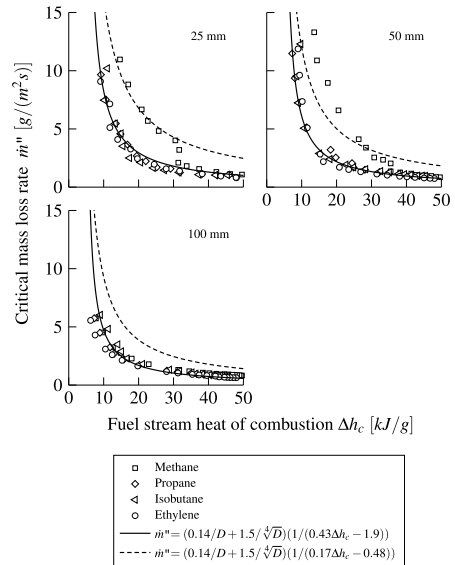 15
10
5
0
25 mm
50 mm
0 10 20 30 40 50
15
10
5
0
100 mm
0 10 20 30 40 50
Critical mass loss rate ṁ" [g/(m²s)]
Fuel stream heat of combustion Δh_c [kJ/g]
Methane
Propane
Isobutane
Ethylene
ṁ" = (0.14/D + 1.5/∜D)(1/(0.43Δh_c − 1.9))
ṁ" = (0.14/D + 1.5/∜D)(1/(0.17Δh_c − 0.48))